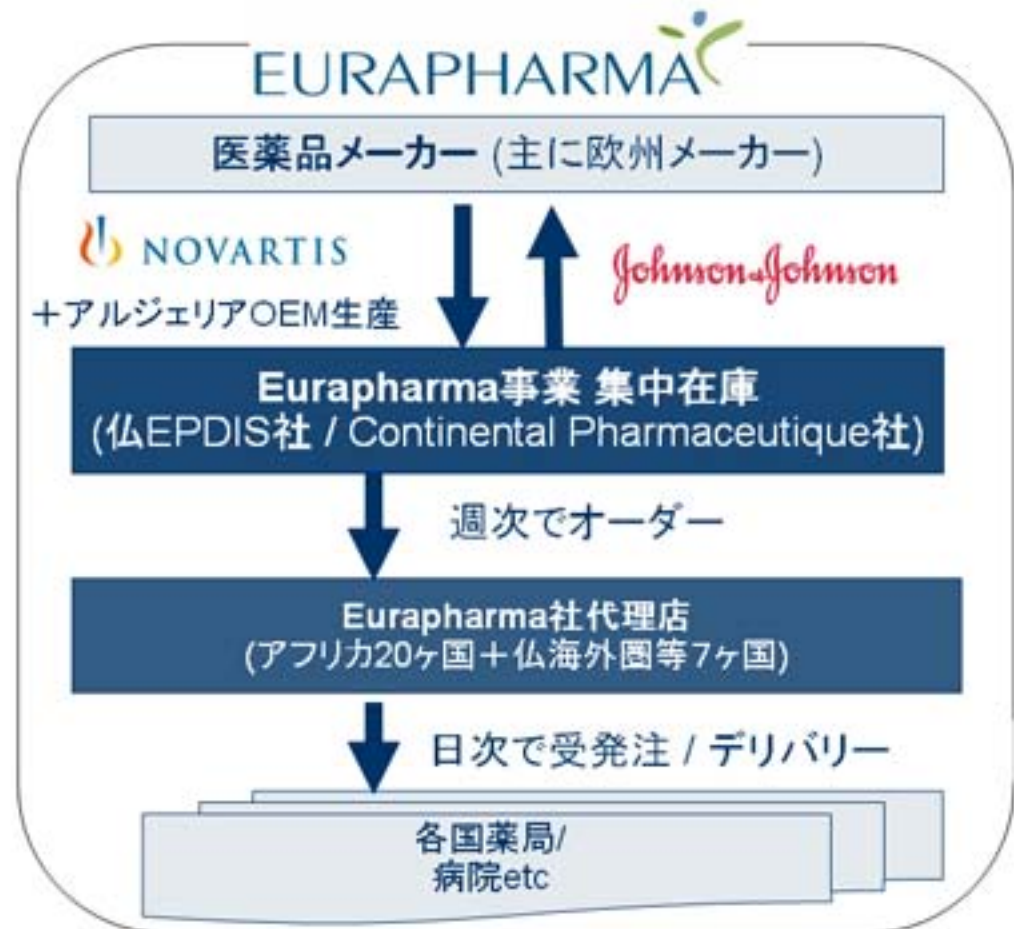 EURAPHARMA
医薬品メーカー (主に欧州メーカー)
NOVARTIS
Johnson&Johnson
＋アルジェリアOEM生産
Eurapharma事業 集中在庫
(仏EPDIS社 / Continental Pharmaceutique社)
週次でオーダー
Eurapharma社代理店
(アフリカ20ヶ国＋仏海外圏等7ヶ国)
日次で受発注 / デリバリー
各国薬局/
病院etc